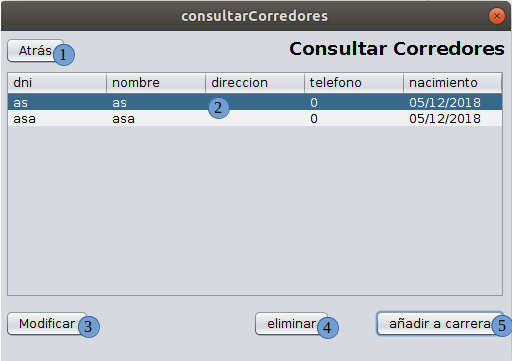 consultarCorredores
Atrás 1 Consultar Corredores
dni nombre direccion telefono nacimiento
as as 2 0 05/12/2018
asa asa 0 05/12/2018
Modificar 3 eliminar 4 añadir a carrera 5